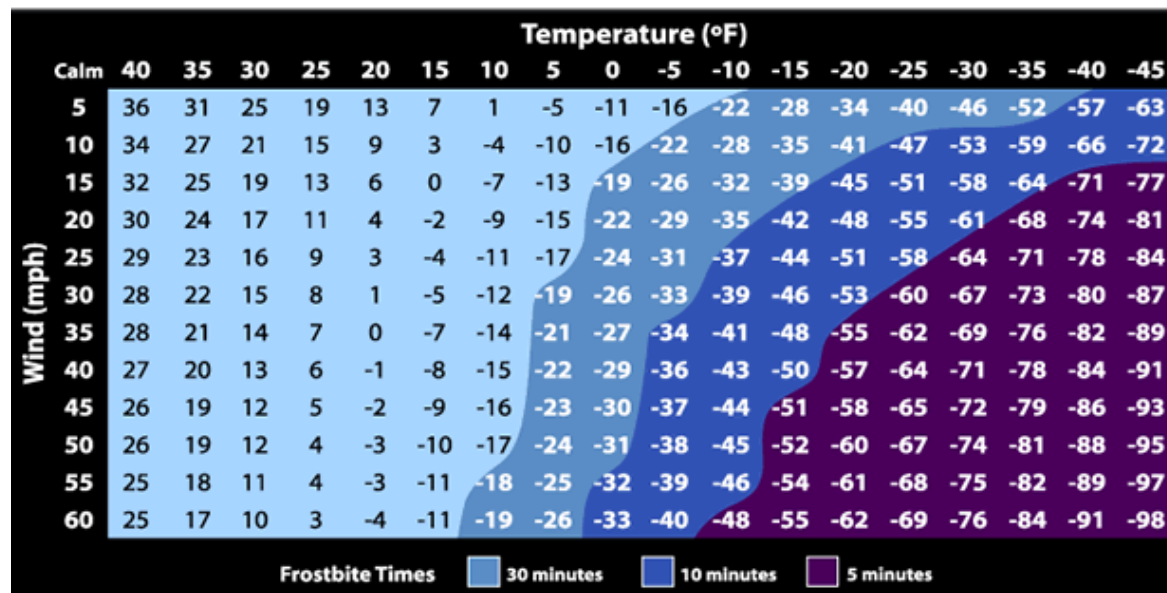 Temperature (ºF)
Calm 40 35 30 25 20 15 10 5 0 -5 -10 -15 -20 -25 -30 -35 -40 -45
5 36 31 25 19 13 7 1 -5 -11 -16 -22 -28 -34 -40 -46 -52 -57 -63
10 34 27 21 15 9 3 -4 -10 -16 -22 -28 -35 -41 -47 -53 -59 -66 -72
15 32 25 19 13 6 0 -7 -13 -19 -26 -32 -39 -45 -51 -58 -64 -71 -77
20 30 24 17 11 4 -2 -9 -15 -22 -29 -35 -42 -48 -55 -61 -68 -74 -81
25 29 23 16 9 3 -4 -11 -17 -24 -31 -37 -44 -51 -58 -64 -71 -78 -84
30 28 22 15 8 1 -5 -12 -19 -26 -33 -39 -46 -53 -60 -67 -73 -80 -87
35 28 21 14 7 0 -7 -14 -21 -27 -34 -41 -48 -55 -62 -69 -76 -82 -89
40 27 20 13 6 -1 -8 -15 -22 -29 -36 -43 -50 -57 -64 -71 -78 -84 -91
45 26 19 12 5 -2 -9 -16 -23 -30 -37 -44 -51 -58 -65 -72 -79 -86 -93
50 26 19 12 4 -3 -10 -17 -24 -31 -38 -45 -52 -60 -67 -74 -81 -88 -95
55 25 18 11 4 -3 -11 -18 -25 -32 -39 -46 -54 -61 -68 -75 -82 -89 -97
60 25 17 10 3 -4 -11 -19 -26 -33 -40 -48 -55 -62 -69 -76 -84 -91 -98
Wind (mph)
Frostbite Times 30 minutes 10 minutes 5 minutes